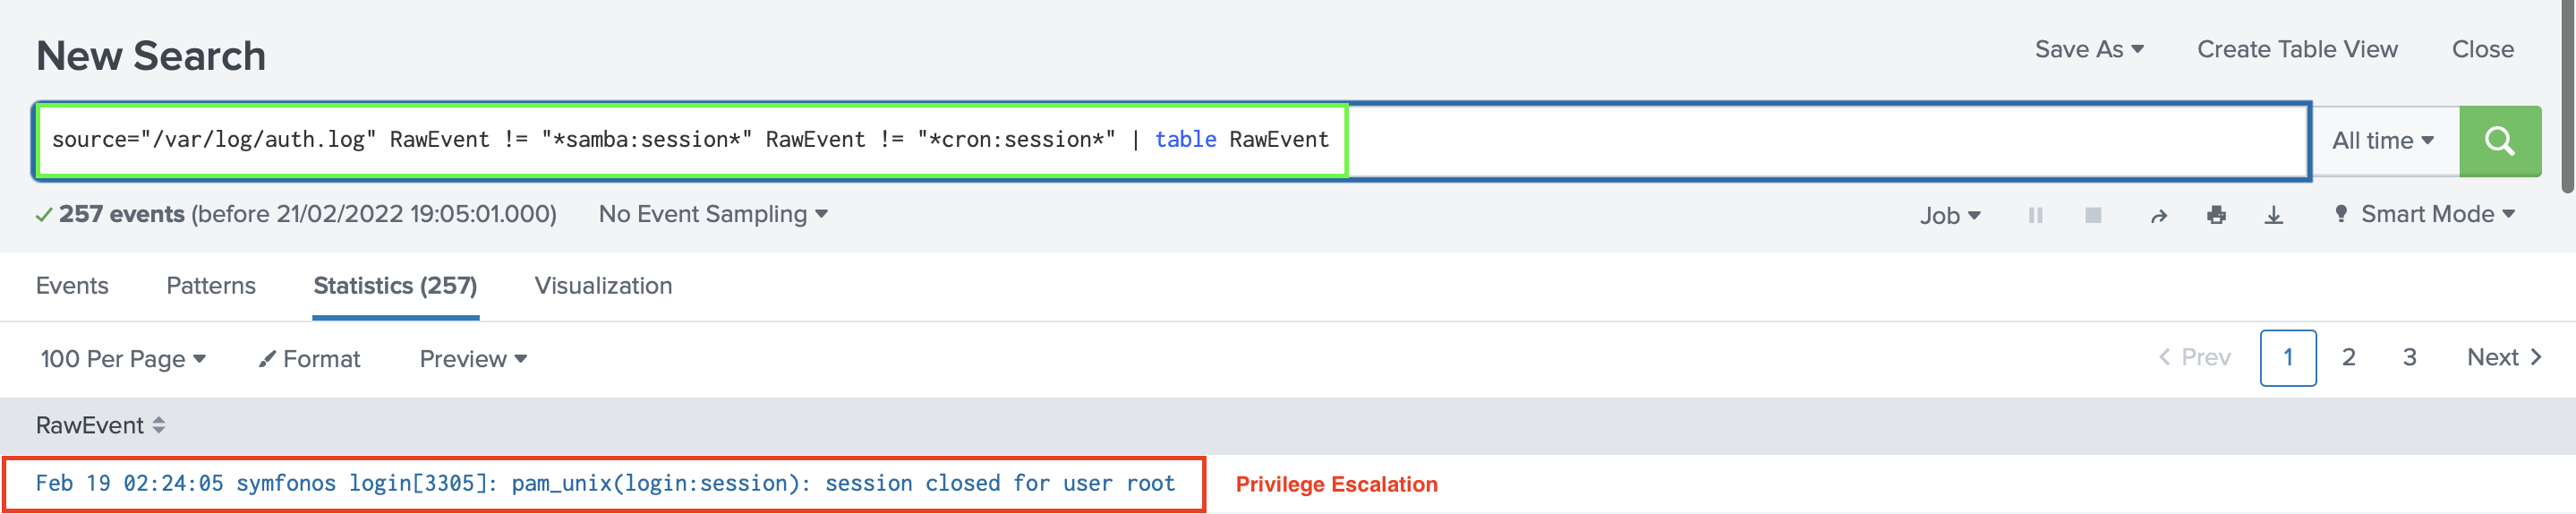 New Search
Save As Create Table View Close
source="/var/log/auth.log" RawEvent != "*samba:session*" RawEvent != "*cron:session*" | table RawEvent
All time
257 events (before 21/02/2022 19:05:01.000) No Event Sampling
Job Smart Mode
Events Patterns Statistics (257) Visualization
100 Per Page Format Preview
Prev 1 2 3 Next
RawEvent
Feb 19 02:24:05 symfonos login[3305]: pam_unix(login:session): session closed for user root Privilege Escalation